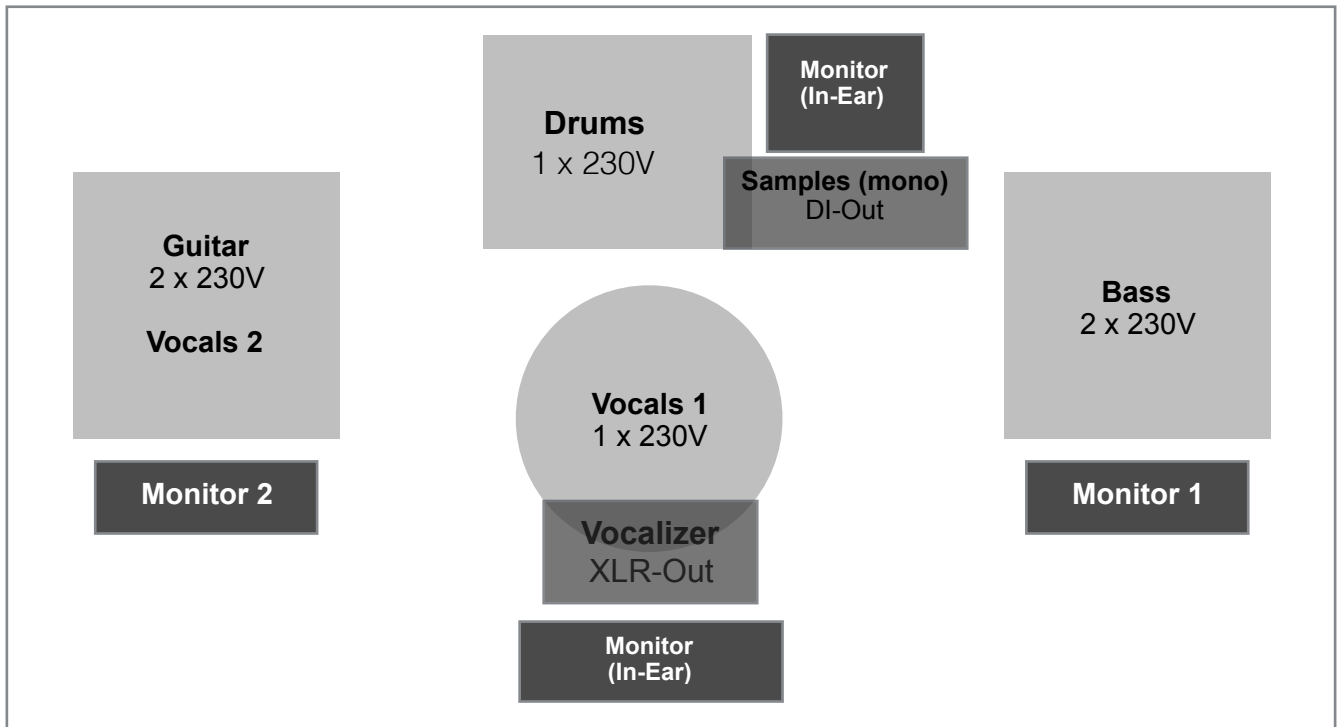 Monitor
(In-Ear)
Drums
1 x 230V
Samples (mono)
DI-Out
Guitar
2 x 230V
Vocals 2
Bass
2 x 230V
Vocals 1
1 x 230V
Monitor 2
Monitor 1
Vocalizer
XLR-Out
Monitor
(In-Ear)